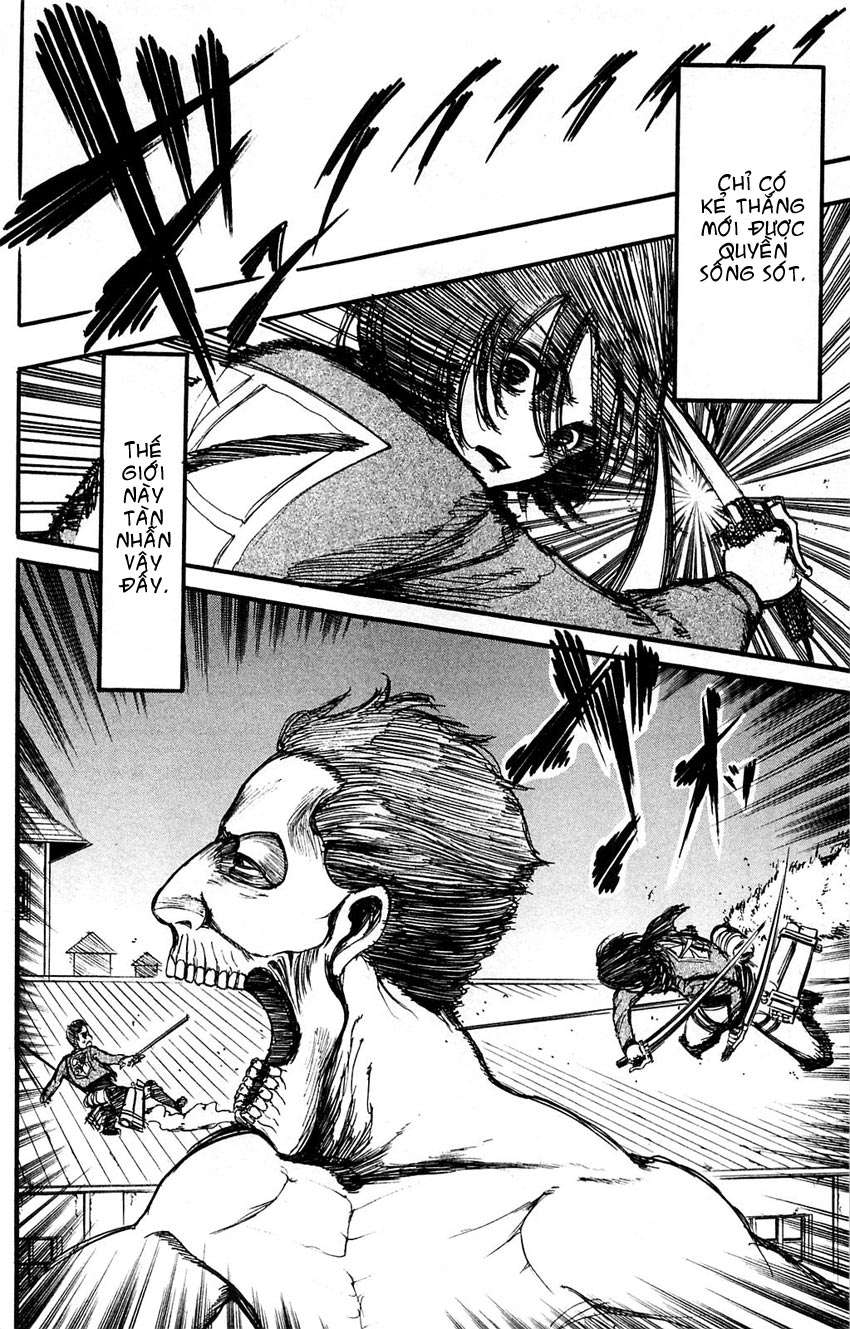 CHỈ CÓ
KẺ THẮNG
MỚI ĐƯỢC
QUYỀN
SỐNG SÓT.
THẾ
GIỚI
NÀY
TÀN
NHẪN
VẬY
ĐẤY.